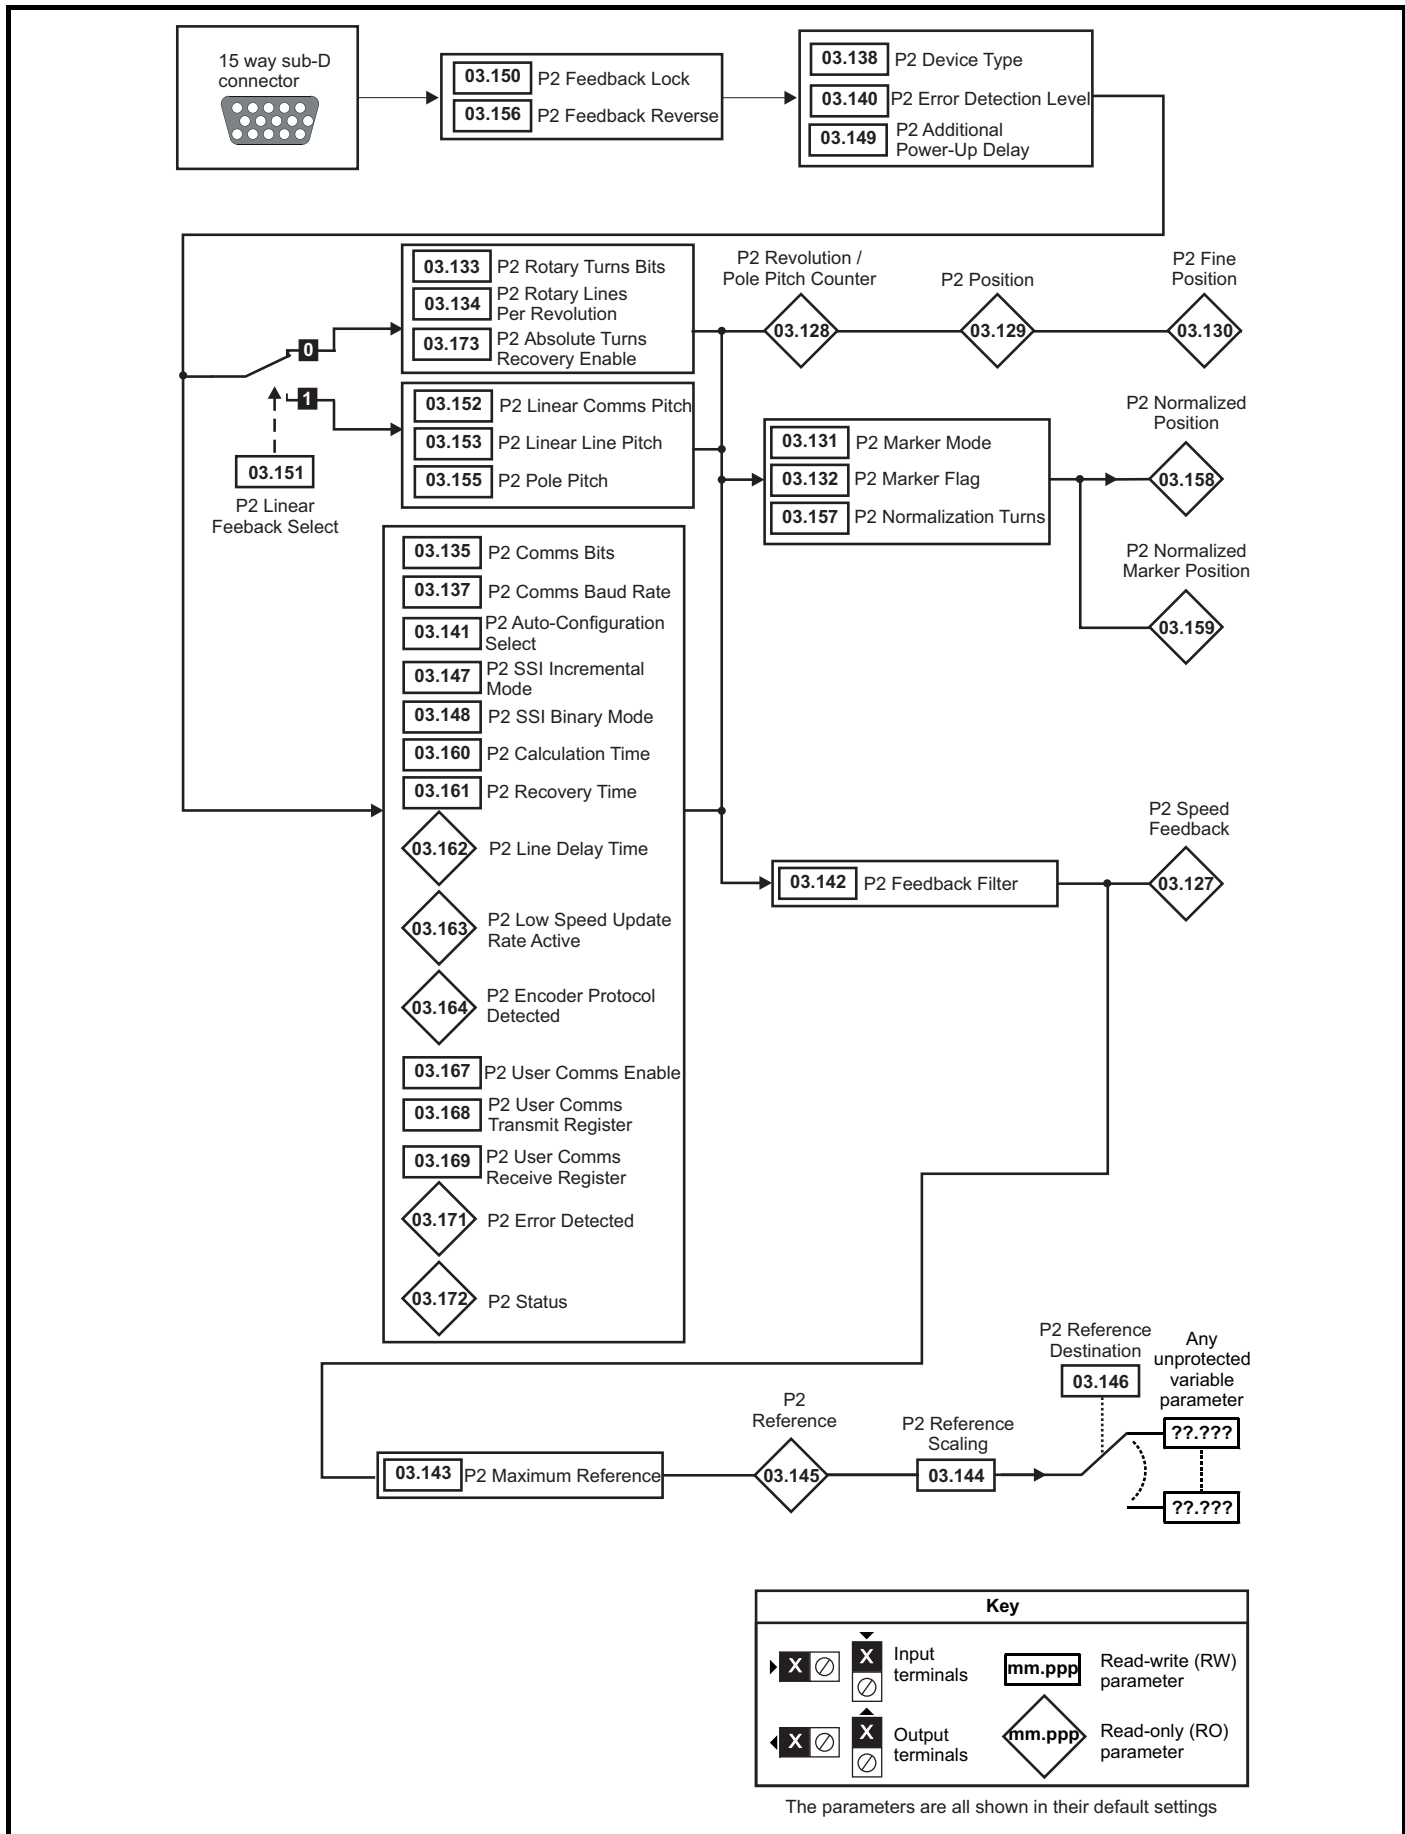 15 way sub-D
connector
03.150 P2 Feedback Lock
03.156 P2 Feedback Reverse
03.138 P2 Device Type
03.140 P2 Error Detection Level
03.149 P2 Additional
Power-Up Delay
03.133 P2 Rotary Turns Bits
03.134 P2 Rotary Lines
Per Revolution
03.173 P2 Absolute Turns
Recovery Enable
P2 Revolution /
Pole Pitch Counter
03.128
P2 Position
03.129
P2 Fine
Position
03.130
0
1
03.151
P2 Linear
Feeback Select
03.152 P2 Linear Comms Pitch
03.153 P2 Linear Line Pitch
03.155 P2 Pole Pitch
03.131 P2 Marker Mode
03.132 P2 Marker Flag
03.157 P2 Normalization Turns
P2 Normalized
Position
03.158
P2 Normalized
Marker Position
03.159
03.135 P2 Comms Bits
03.137 P2 Comms Baud Rate
03.141 P2 Auto-Configuration
Select
03.147 P2 SSI Incremental
Mode
03.148 P2 SSI Binary Mode
03.160 P2 Calculation Time
03.161 P2 Recovery Time
03.162 P2 Line Delay Time
03.163 P2 Low Speed Update
Rate Active
03.164 P2 Encoder Protocol
Detected
03.167 P2 User Comms Enable
03.168 P2 User Comms
Transmit Register
03.169 P2 User Comms
Receive Register
03.171 P2 Error Detected
03.172 P2 Status
03.142 P2 Feedback Filter
P2 Speed
Feedback
03.127
03.143 P2 Maximum Reference
P2
Reference
03.145
P2 Reference
Scaling
03.144
P2 Reference
Destination
03.146
Any
unprotected
variable
parameter
??.???
??.???
Key
X
X
Input
terminals
mm.ppp
Read-write (RW)
parameter
X
X
Output
terminals
mm.ppp
Read-only (RO)
parameter
The parameters are all shown in their default settings